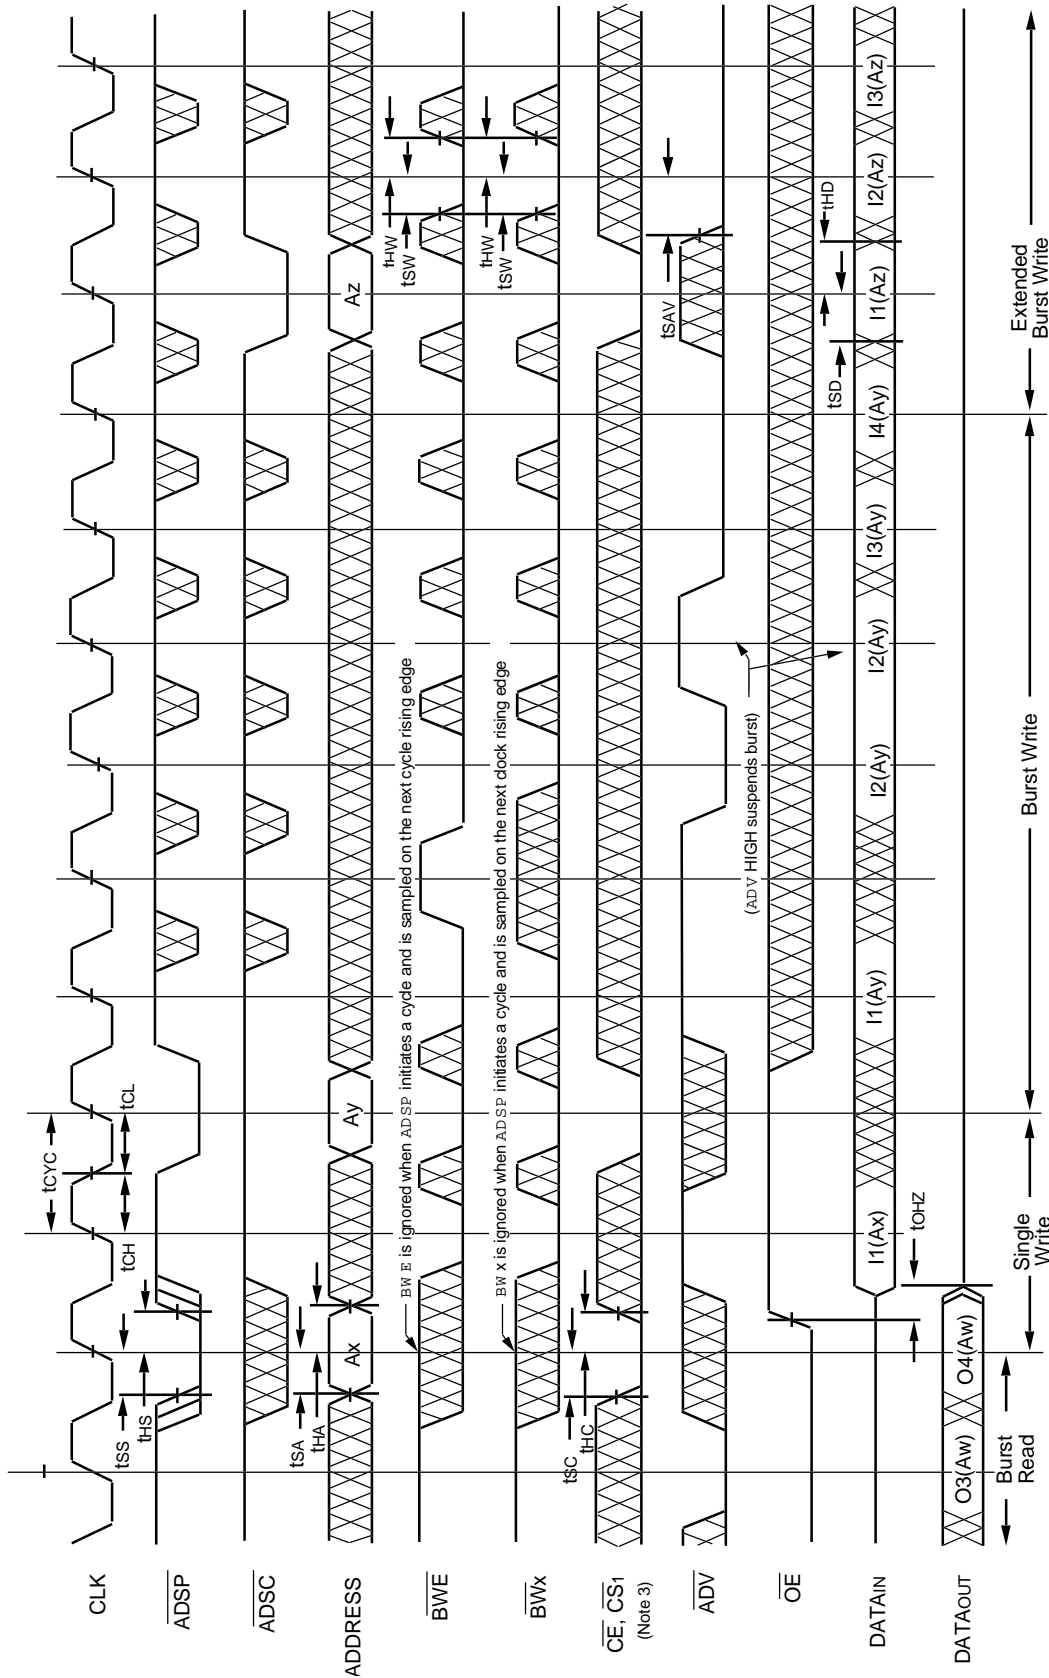 CLK
tCYC
tCH
tCL
ADSP
tSS
tHS
ADSC
ADDRESS
tSA
tHA
Ax
Ay
Az
BWE
BWE is ignored when ADSP initiates a cycle and is sampled on the next cycle rising edge
tHW
tSW
BWx
BWx is ignored when ADSP initiates a cycle and is sampled on the next dock rising edge
tHW
tSW
CE, CS1
(Note 3)
tSC
tHC
ADV
tSAV
(ADV HIGH suspends burst)
OE
tSD
tHD
DATAIN
I1(Ax)
I1(Ay)
I2(Ay)
I2(Ay)
I3(Ay)
I4(Ay)
I1(Az)
I2(Az)
I3(Az)
tOHZ
DATAOUT
O3(Aw)
O4(Aw)
Burst
Read
Single
Write
Burst Write
Extended
Burst Write